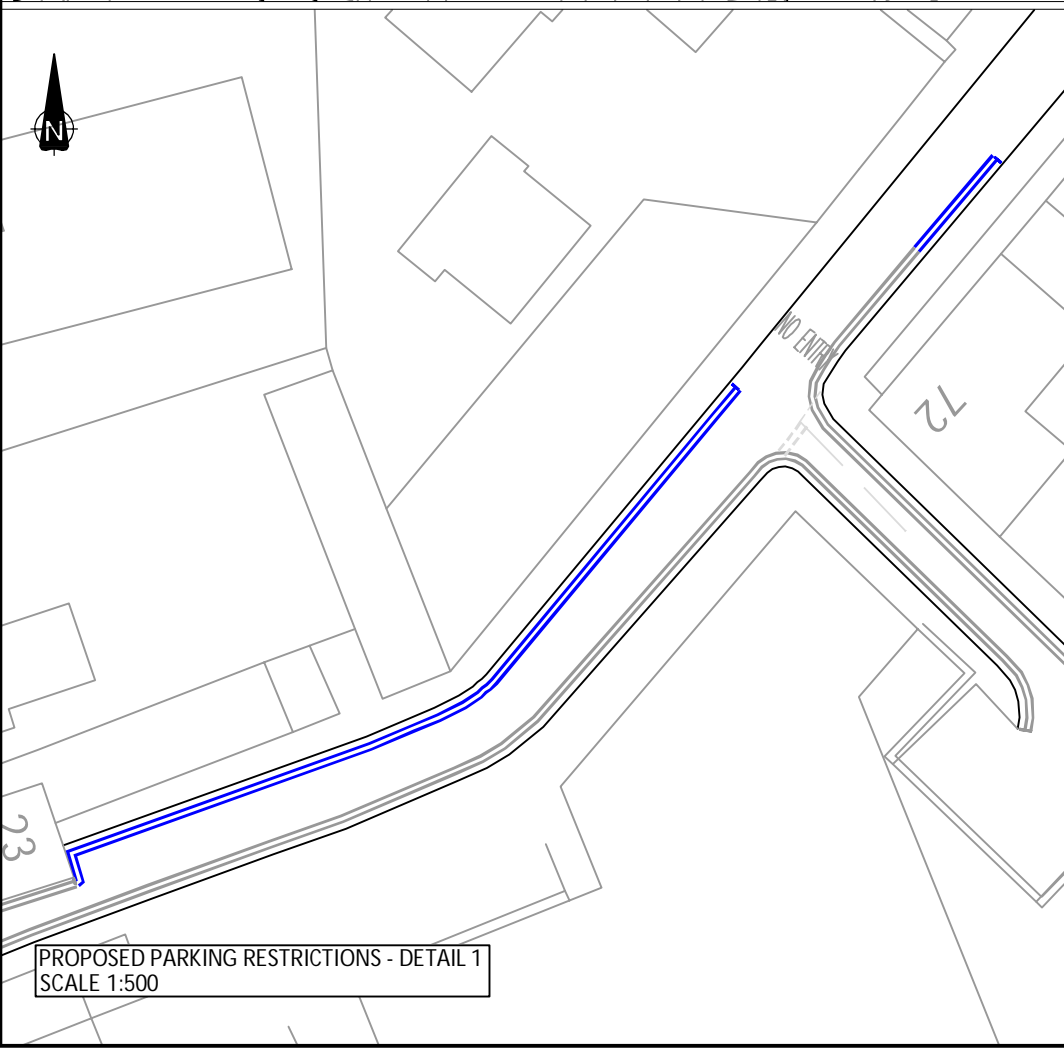 N
NO ENTRY
72
23
PROPOSED PARKING RESTRICTIONS - DETAIL 1
SCALE 1:500